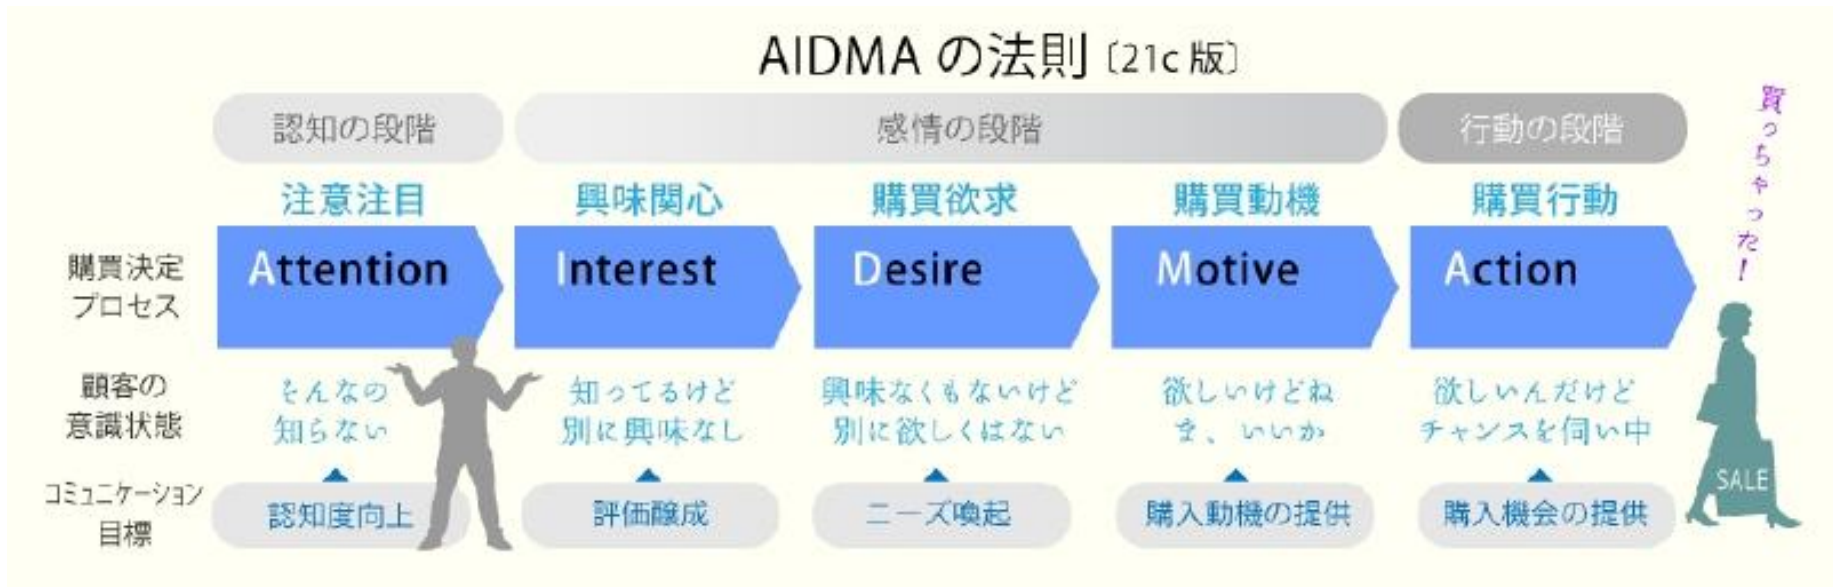 AIDMA の法則〔21c 版〕
認知の段階
感情の段階
行動の段階
注意注目
興味関心
購買欲求
購買動機
購買行動
購買決定
プロセス
Attention
Interest
Desire
Motive
Action
顧客の
意識状態
そんなの
知らない
知ってるけど
別に興味なし
興味なくもないけど
別に欲しくはない
欲しいけどね
ま、いいか
欲しいんだけど
チャンスを伺い中
コミュニケーション
目標
認知度向上
評価醸成
ニーズ喚起
購入動機の提供
購入機会の提供
買っちゃった!
SALE